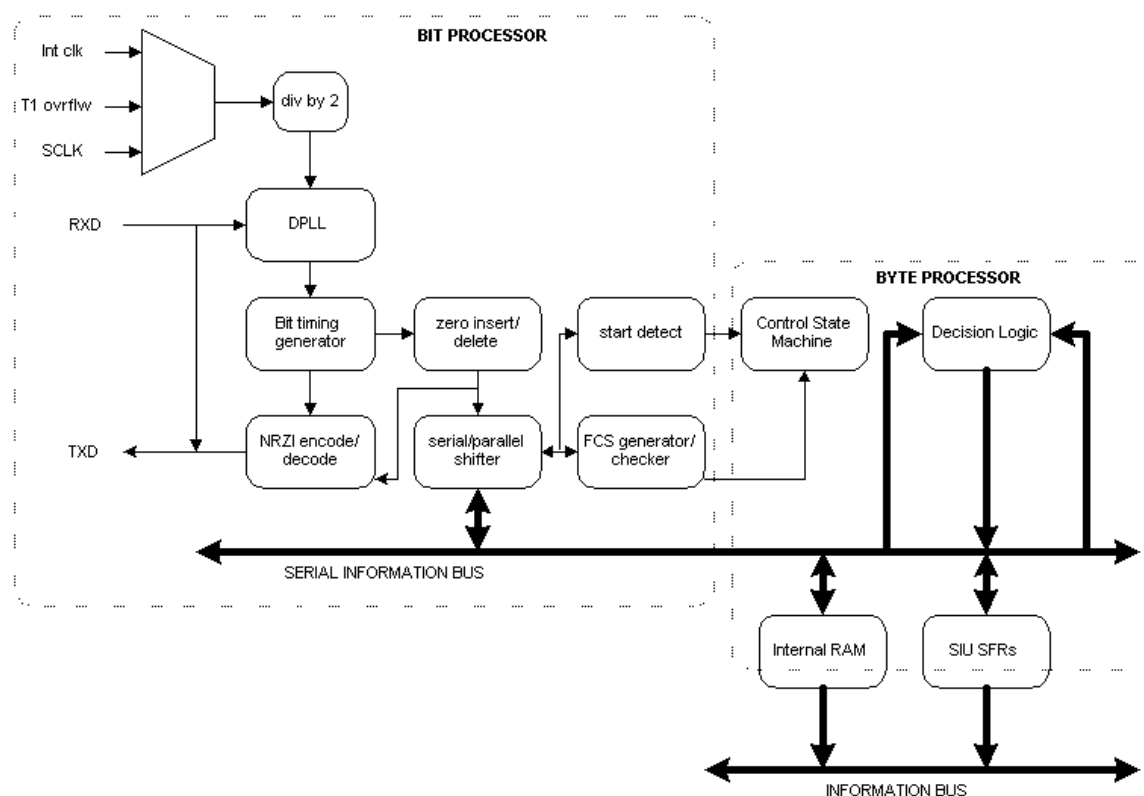 BIT PROCESSOR
Int clk
T1 ovrflw
SCLK
div by 2
RXD
DPLL
BYTE PROCESSOR
Bit timing
generator
zero insert/
delete
start detect
Control State
Machine
Decision Logic
TXD
NRZI encode/
decode
serial/parallel
shifter
FCS generator/
checker
SERIAL INFORMATION BUS
Internal RAM
SIU SFRs
INFORMATION BUS